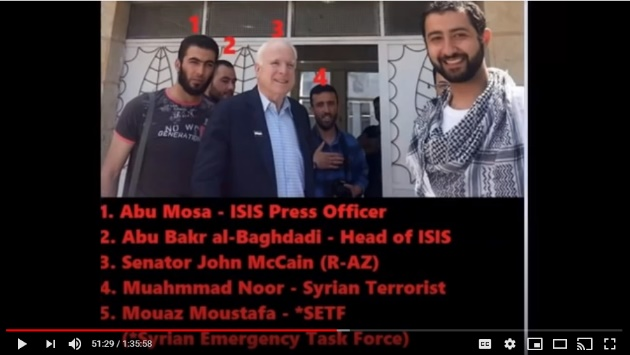 1
2
3
4
NO W
GENERATION
1. Abu Mosa - ISIS Press Officer
2. Abu Bakr al-Baghdadi - Head of ISIS
3. Senator John McCain (R-AZ)
4. Muahmmad Noor - Syrian Terrorist
5. Mouaz Moustafa - *SETF
(*Syrian Emergency Task Force)
51:29 / 1:35:58
CC